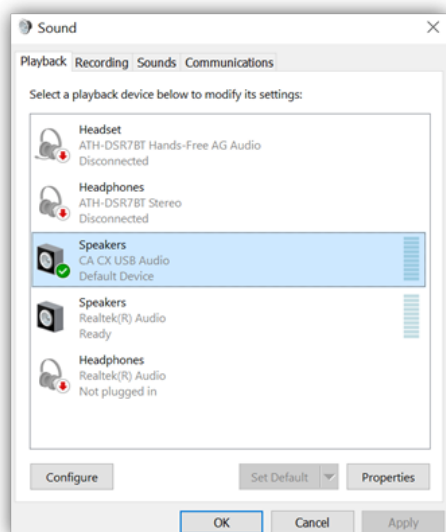 Sound
Playback Recording Sounds Communications
Select a playback device below to modify its settings:
Headset
ATH-DSR7BT Hands-Free AG Audio
Disconnected
Headphones
ATH-DSR7BT Stereo
Disconnected
Speakers
CA CX USB Audio
Default Device
Speakers
Realtek(R) Audio
Ready
Headphones
Realtek(R) Audio
Not plugged in
Configure Set Default Properties
OK Cancel Apply